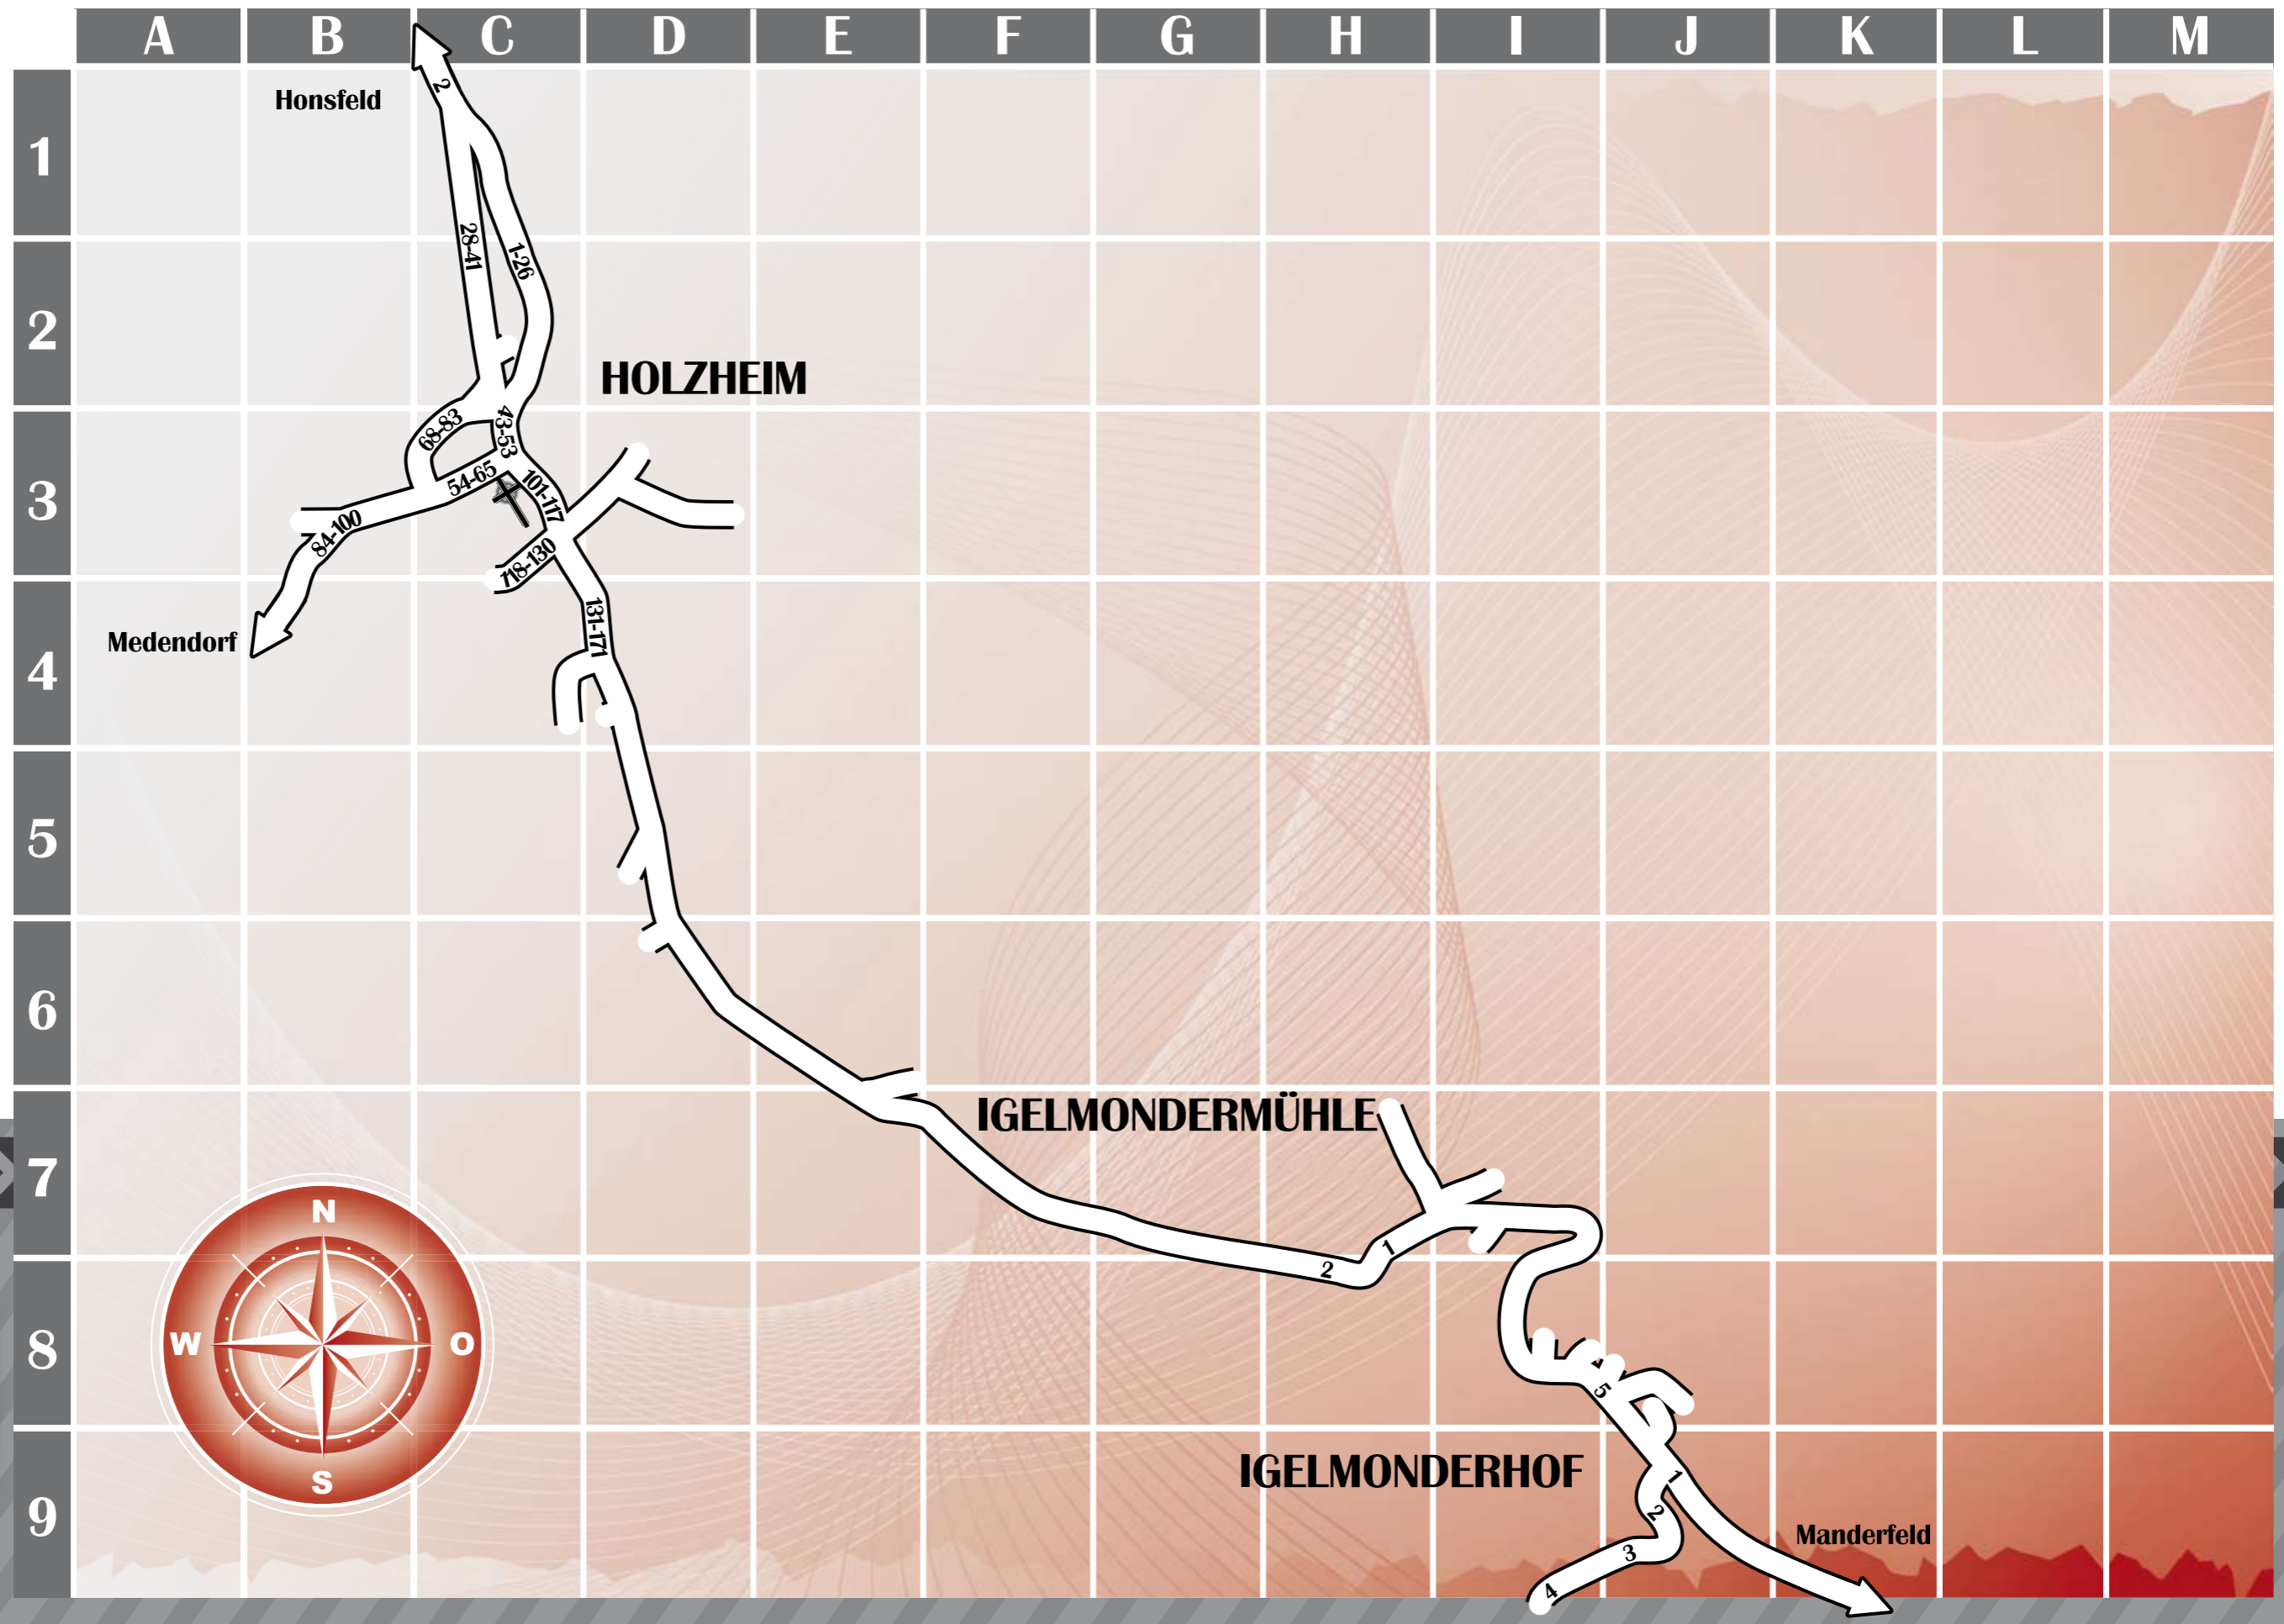 A B C D E F G H I J K L M
1
2
3
4
5
6
7
8
9
Honsfeld
2
28-41
1-26
HOLZHEIM
68-83
43-53
54-65
101-117
84-100
118-130
131-171
Medendorf
IGELMONDERMÜHLE
1
2
N
W
O
S
5
IGELMONDERHOF
1
2
3
4
Manderfeld